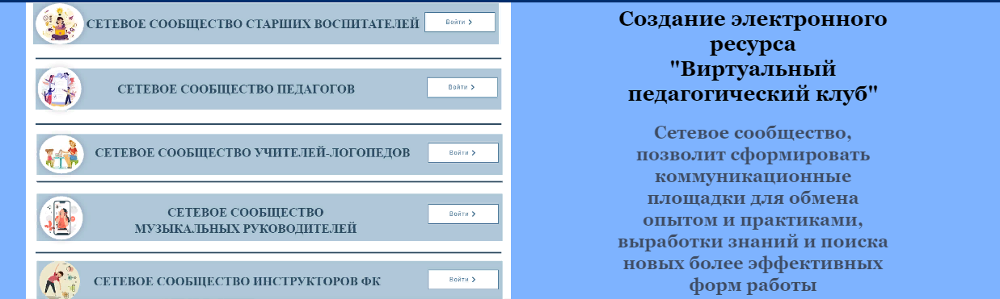 СЕТЕВОЕ СООБЩЕСТВО СТАРШИХ ВОСПИТАТЕЛЕЙ
Войти
СЕТЕВОЕ СООБЩЕСТВО ПЕДАГОГОВ
Войти
СЕТЕВОЕ СООБЩЕСТВО УЧИТЕЛЕЙ-ЛОГОПЕДОВ
Войти
СЕТЕВОЕ СООБЩЕСТВО
МУЗЫКАЛЬНЫХ РУКОВОДИТЕЛЕЙ
Войти
СЕТЕВОЕ СООБЩЕСТВО ИНСТРУКТОРОВ ФК
Войти
Создание электронного
ресурса
"Виртуальный
педагогический клуб"
Сетевое сообщество,
позволит сформировать
коммуникационные
площадки для обмена
опытом и практиками,
выработки знаний и поиска
новых более эффективных
форм работы